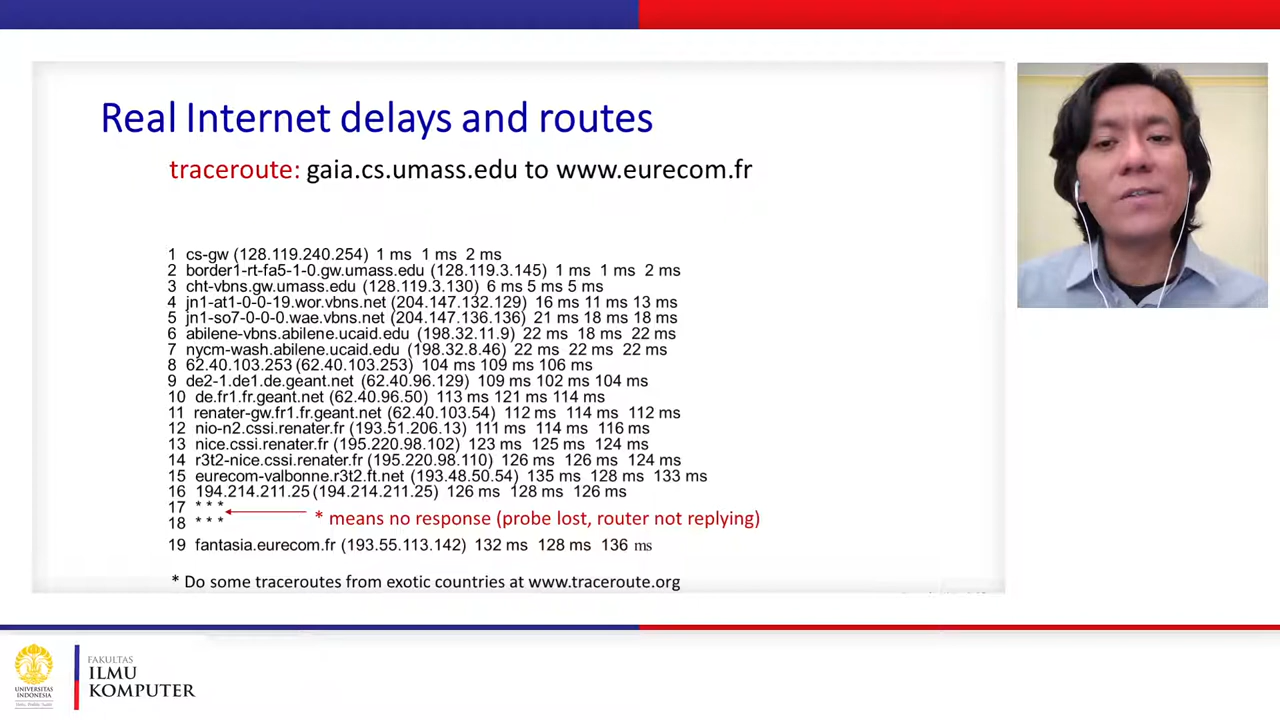 Real Internet delays and routes
traceroute: gaia.cs.umass.edu to www.eurecom.fr
1 cs-gw (128.119.240.254) 1 ms 1 ms 2 ms
2 border1-rt-fa5-1-0.gw.umass.edu (128.119.3.145) 1 ms 1 ms 2 ms
3 cht-vbns.gw.umass.edu (128.119.3.130) 6 ms 5 ms 5 ms
4 jn1-at1-0-0-19.wor.vbns.net (204.147.132.129) 16 ms 11 ms 13 ms
5 jn1-so7-0-0-0.wae.vbns.net (204.147.136.136) 21 ms 18 ms 18 ms
6 abilene-vbns.abilene.ucaid.edu (198.32.11.9) 22 ms 18 ms 22 ms
7 nycm-wash.abilene.ucaid.edu (198.32.8.46) 22 ms 22 ms 22 ms
8 62.40.103.253 (62.40.103.253) 104 ms 109 ms 106 ms
9 de2-1.de1.de.geant.net (62.40.96.129) 109 ms 102 ms 104 ms
10 de.fr1.fr.geant.net (62.40.96.50) 113 ms 121 ms 114 ms
11 renater-gw.fr1.fr.geant.net (62.40.103.54) 112 ms 114 ms 112 ms
12 nio-n2.cssi.renater.fr (193.51.206.13) 111 ms 114 ms 116 ms
13 nice.cssi.renater.fr (195.220.98.102) 123 ms 125 ms 124 ms
14 r3t2-nice.cssi.renater.fr (195.220.98.110) 126 ms 126 ms 124 ms
15 eurecom-valbonne.r3t2.ft.net (193.48.50.54) 135 ms 128 ms 133 ms
16 194.214.211.25 (194.214.211.25) 126 ms 128 ms 126 ms
17 * * *
18 * * *
* means no response (probe lost, router not replying)
19 fantasia.eurecom.fr (193.55.113.142) 132 ms 128 ms 136 ms
* Do some traceroutes from exotic countries at www.traceroute.org
UNIVERSITAS
INDONESIA
FAKULTAS
ILMU
KOMPUTER